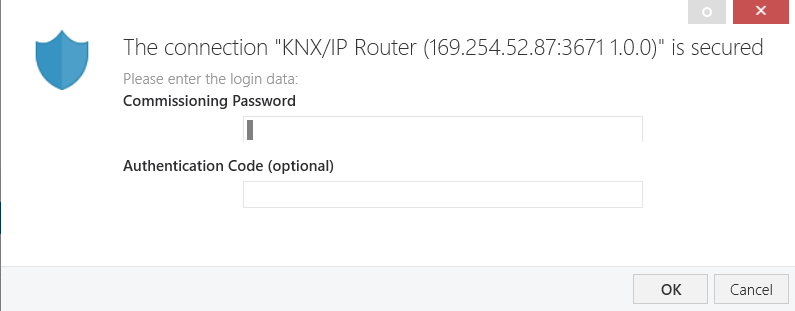 The connection "KNX/IP Router (169.254.52.87:3671 1.0.0)" is secured
Please enter the login data:
Commissioning Password
Authentication Code (optional)
OK
Cancel